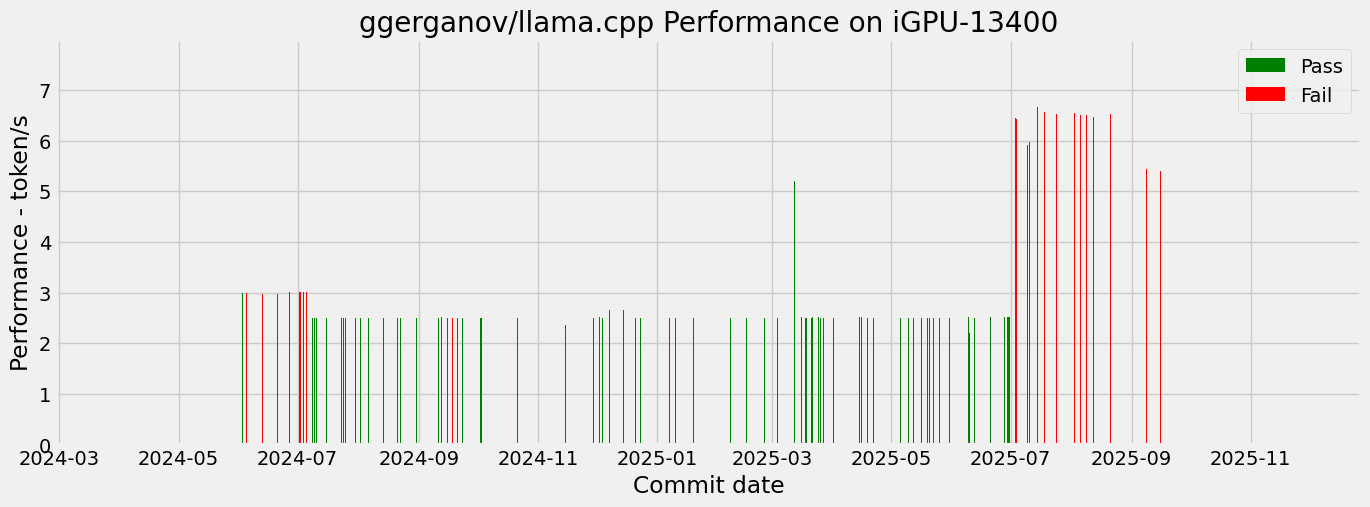 ggerganov/llama.cpp Performance on iGPU-13400
Pass
Fail
Performance - token/s
7
6
5
4
3
2
1
0
2024-03 2024-05 2024-07 2024-09 2024-11 2025-01 2025-03 2025-05 2025-07 2025-09 2025-11
Commit date